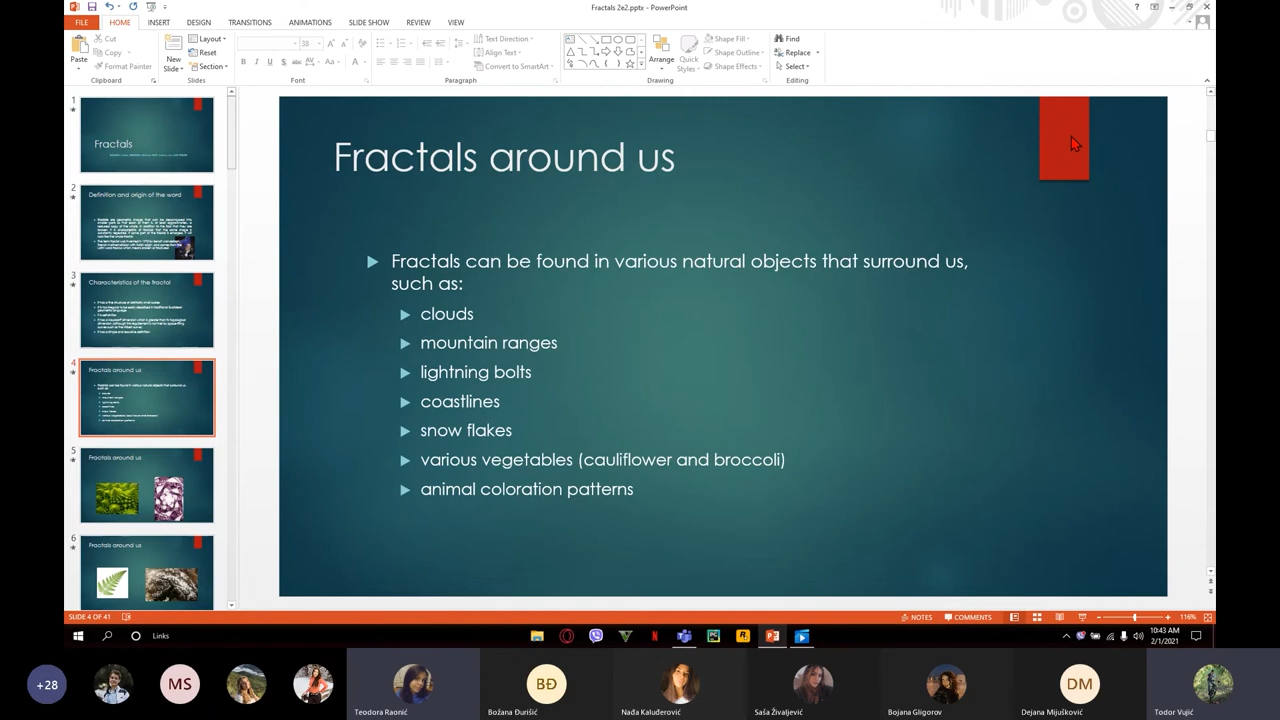 Fractals 2e2.pptx - PowerPoint
FILE
HOME
INSERT
DESIGN
TRANSITIONS
ANIMATIONS
SLIDE SHOW
REVIEW
VIEW
Paste
Cut
Copy
Format Painter
Clipboard
New
Slide
Layout
Reset
Section
Slides
38
Font
Text Direction
Align Text
Convert to SmartArt
Paragraph
Arrange
Quick
Styles
Shape Fill
Shape Outline
Shape Effects
Drawing
Find
Replace
Select
Editing
1
Fractals
2
Definition and origin of the word
3
Characteristics of the fractal
4
Fractals around us
5
Fractals around us
6
Fractals around us
Fractals around us
Fractals can be found in various natural objects that surround us,
such as:
clouds
mountain ranges
lightning bolts
coastlines
snow flakes
various vegetables (cauliflower and broccoli)
animal coloration patterns
SLIDE 4 OF 41
NOTES
COMMENTS
116%
Links
10:43 AM
2/1/2021
+28
MS
Teodora Raonić
BĐ
Božana Đurišić
Nađa Kaluđerović
Saša Živaljević
Bojana Gligorov
DM
Dejana Mijušković
Todor Vujić